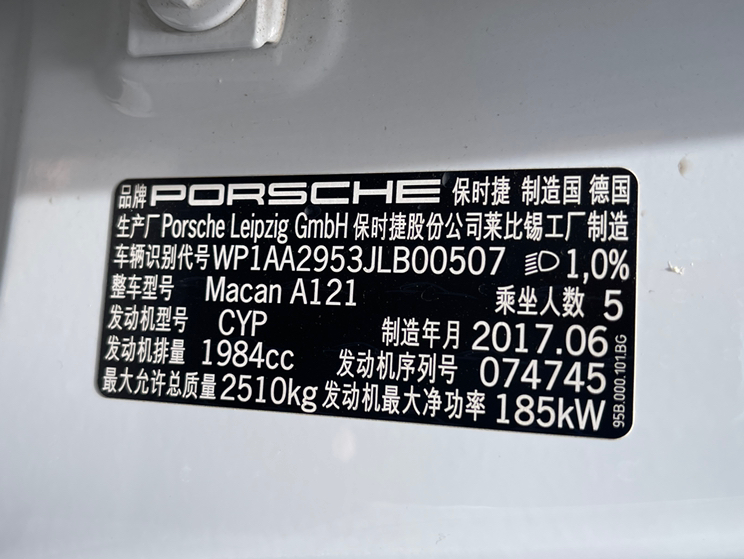 品牌 PORSCHE 保时捷 制造国 德国
生产厂 Porsche Leipzig GmbH 保时捷股份公司莱比锡工厂制造
车辆识别代号 WP1AA2953JLB00507 1,0%
整车型号 Macan A121 乘坐人数 5
发动机型号 CYP 制造年月 2017.06
发动机排量 1984cc 发动机序列号 074745
最大允许总质量 2510kg 发动机最大净功率 185kW
95B.000.101.BG